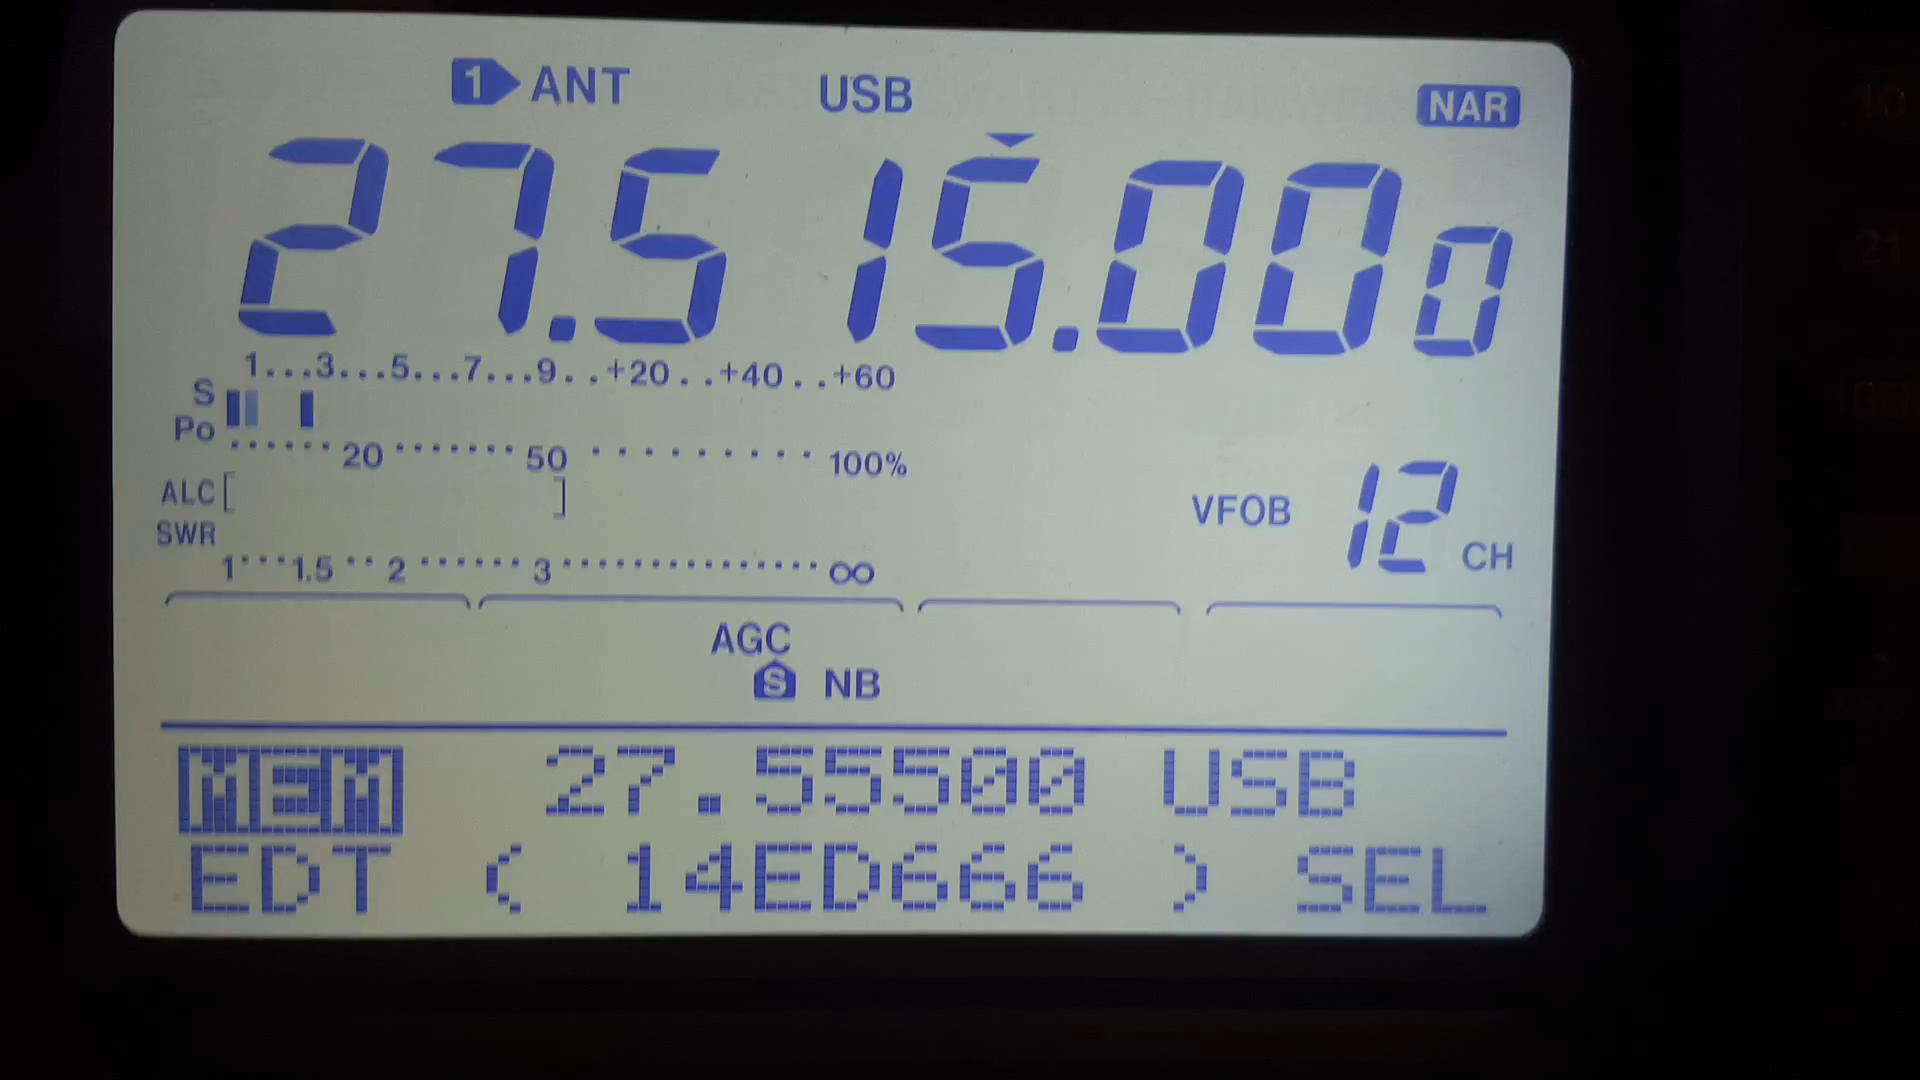 1 ANT USB NAR
27.515.000
1...3...5...7...9..+20..+40..+60
S
Po
20 50 100%
ALC [ ]
VFOB 12 CH
SWR
1 1.5 2 3 ∞
AGC
S NB
MEM 27.55500 USB
EDT ( 14ED666 ) SEL